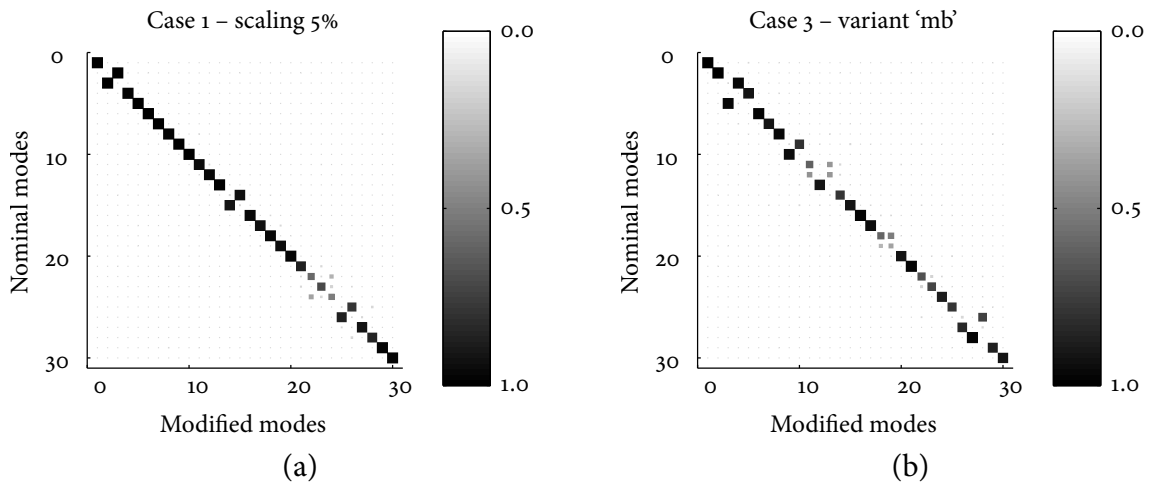 Case 1 – scaling 5%
0
10
20
30
Nominal modes
0 10 20 30
Modified modes
0.0
0.5
1.0
(a)
Case 3 – variant ‘mb’
0
10
20
30
Nominal modes
0 10 20 30
Modified modes
0.0
0.5
1.0
(b)